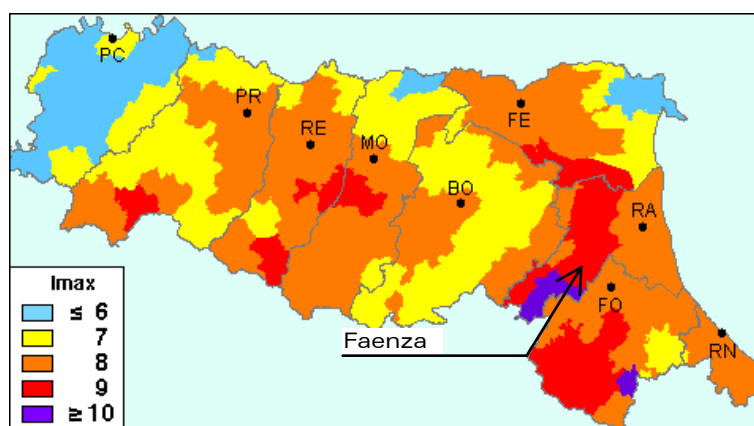 PC
PR
RE
MO
FE
BO
RA
FO
RN
Faenza
Imax
≤ 6
7
8
9
≥ 10